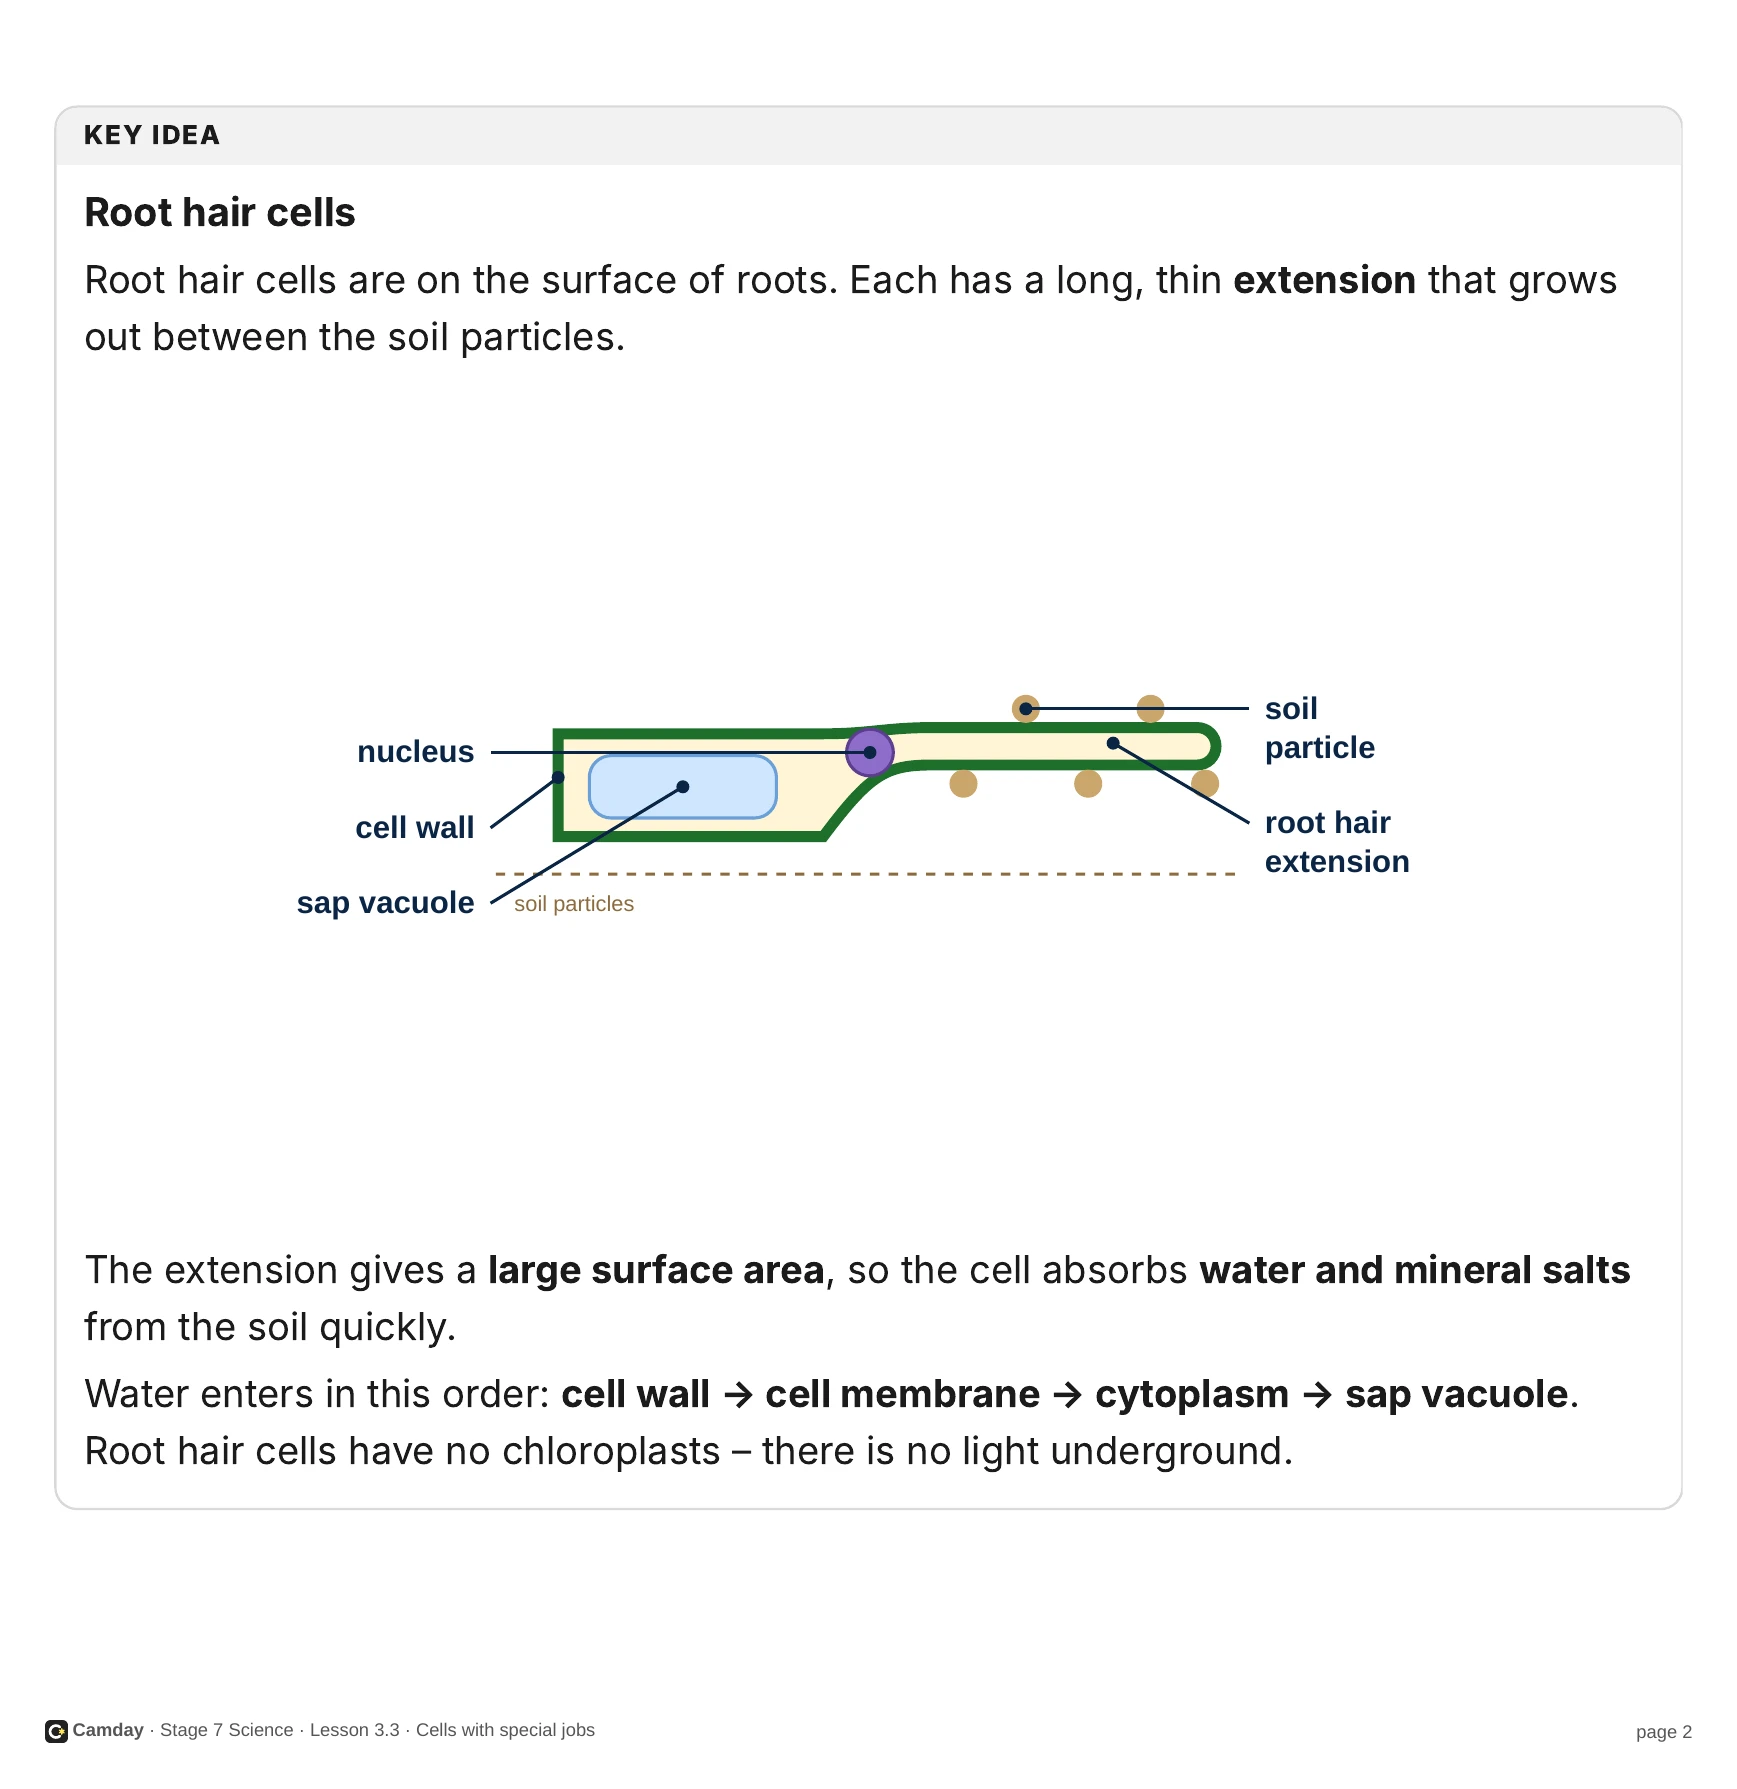 KEY IDEA
Root hair cells
Root hair cells are on the surface of roots. Each has a long, thin extension that grows
out between the soil particles.
nucleus
cell wall
sap vacuole
soil particles
soil
particle
root hair
extension
The extension gives a large surface area, so the cell absorbs water and mineral salts
from the soil quickly.
Water enters in this order: cell wall → cell membrane → cytoplasm → sap vacuole.
Root hair cells have no chloroplasts – there is no light underground.
Camday · Stage 7 Science · Lesson 3.3 · Cells with special jobs
page 2